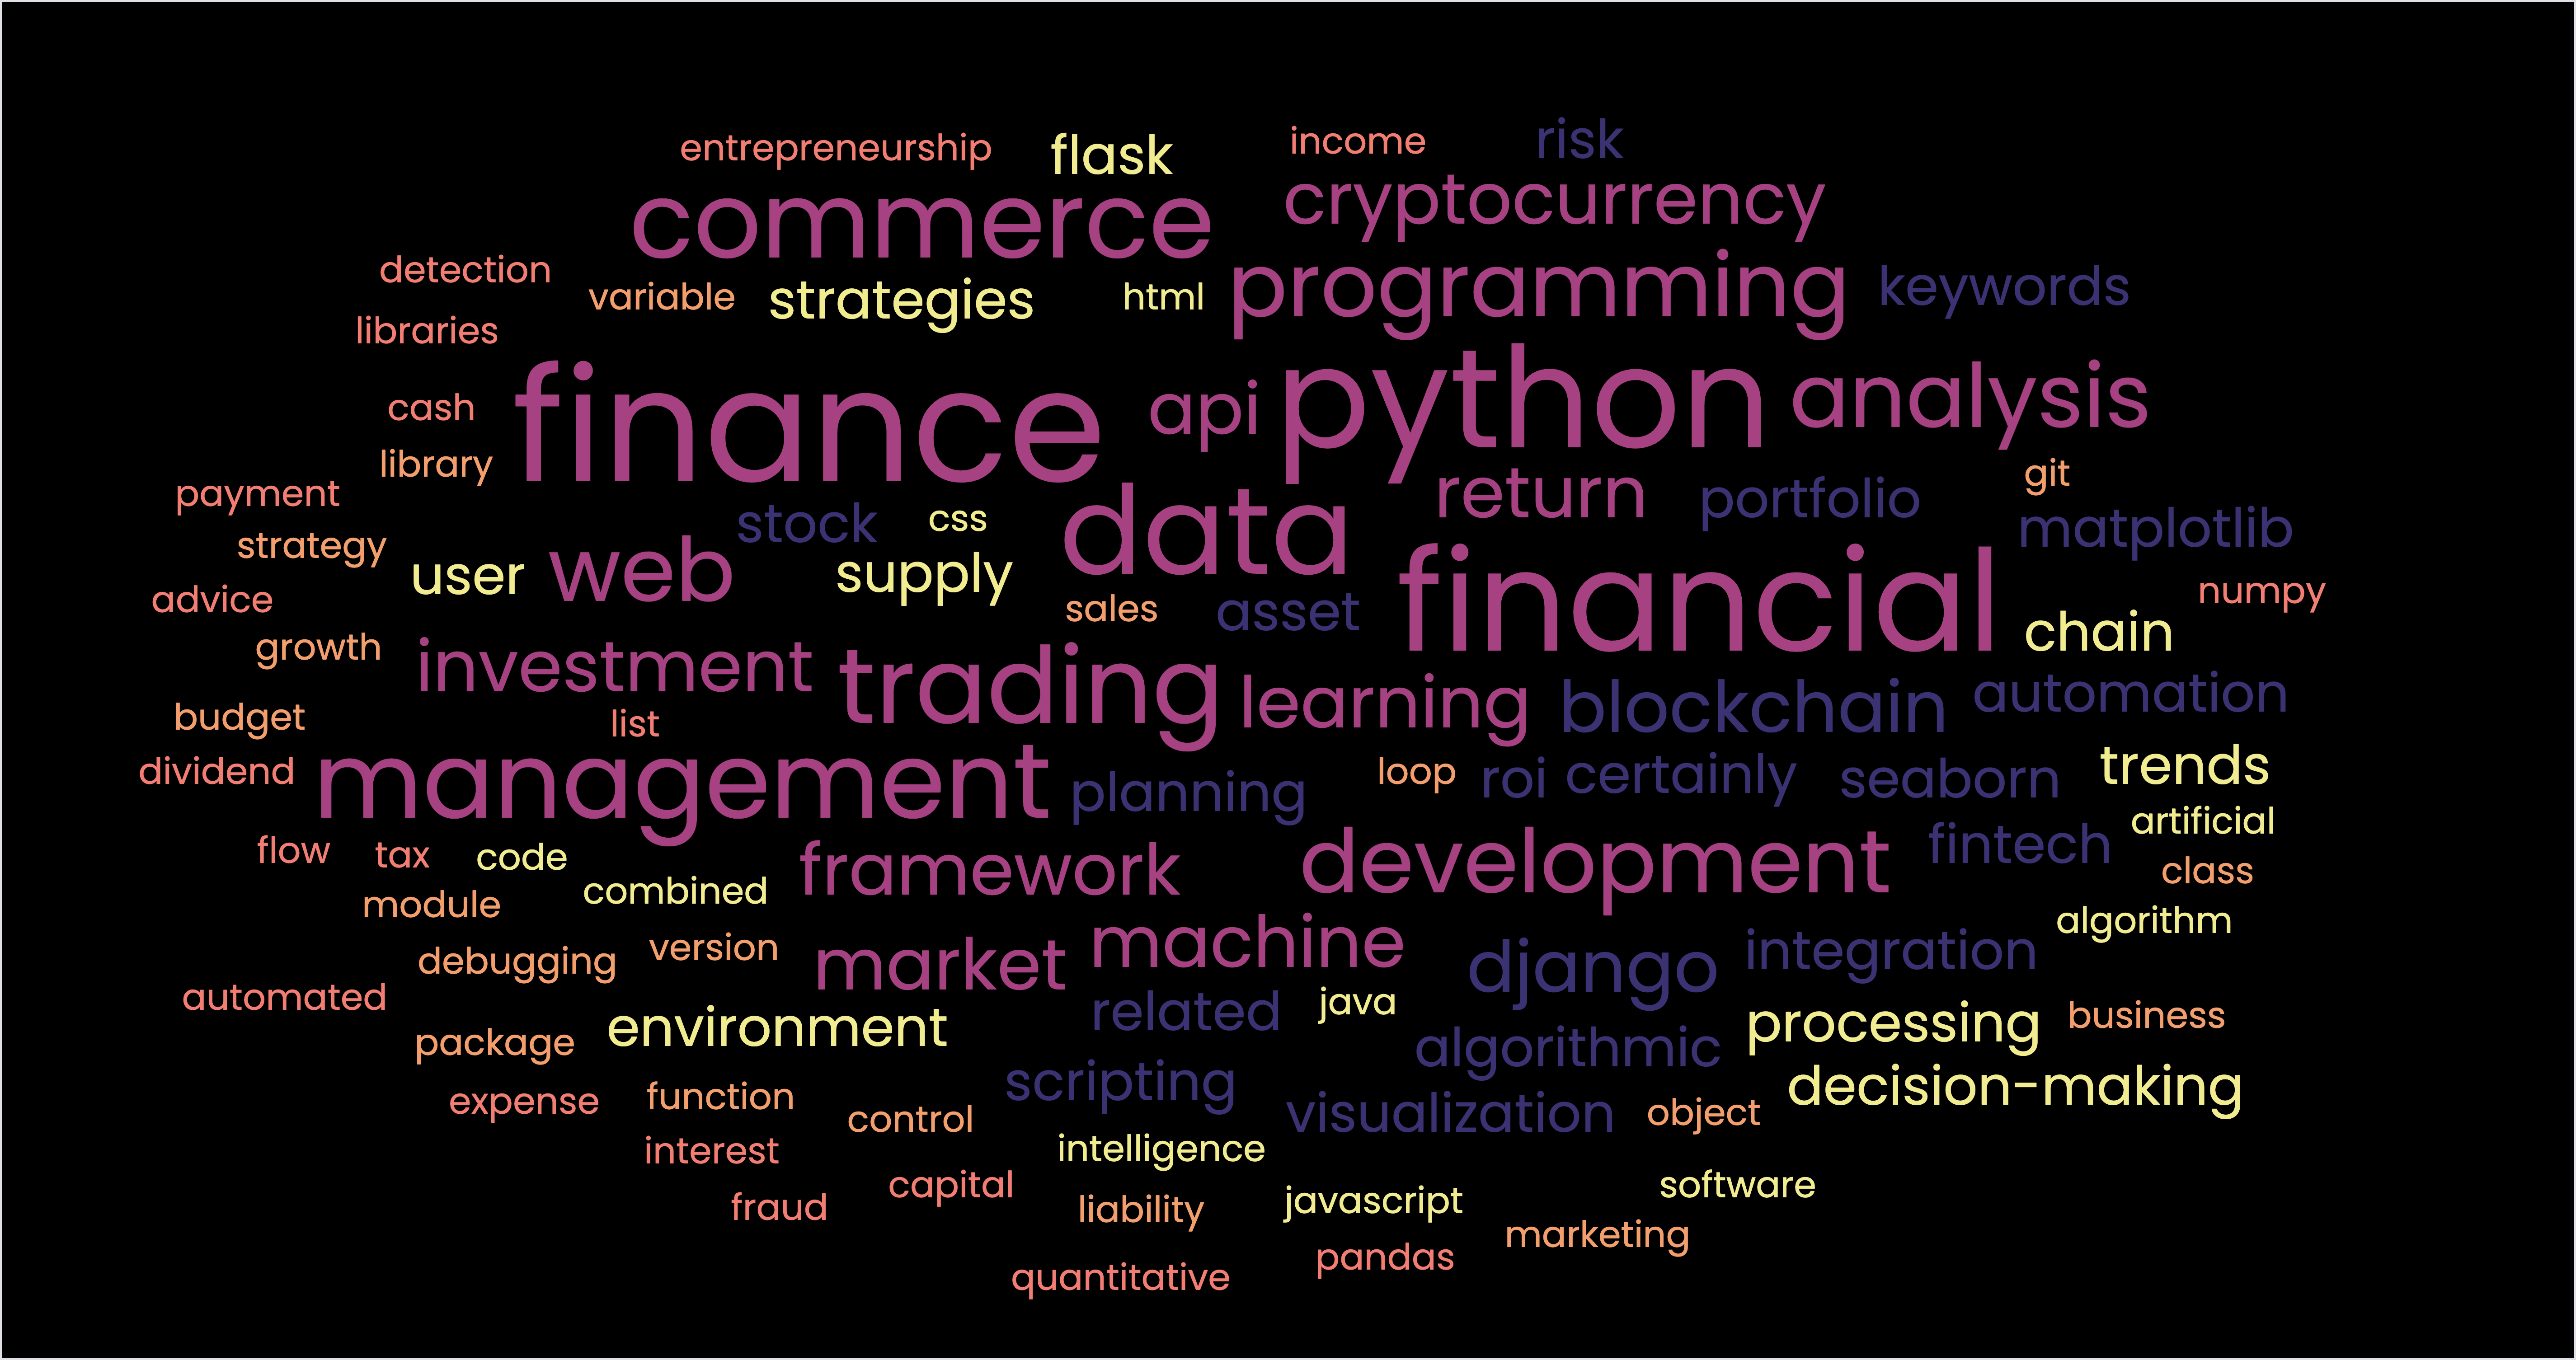 entrepreneurship flask income risk
commerce cryptocurrency
detection variable strategies html programming keywords
libraries
cash finance api python analysis
library return portfolio git
payment stock css data matplotlib
strategy user web supply financial
advice sales asset chain numpy
growth investment trading learning blockchain automation
budget list
dividend management planning loop roi certainly seaborn trends
flow tax code framework development fintech artificial
module combined class
debugging version market machine django integration algorithm
automated environment related java processing business
package scripting algorithmic decision-making
expense function control visualization object
interest intelligence
fraud capital liability javascript software
marketing
quantitative pandas